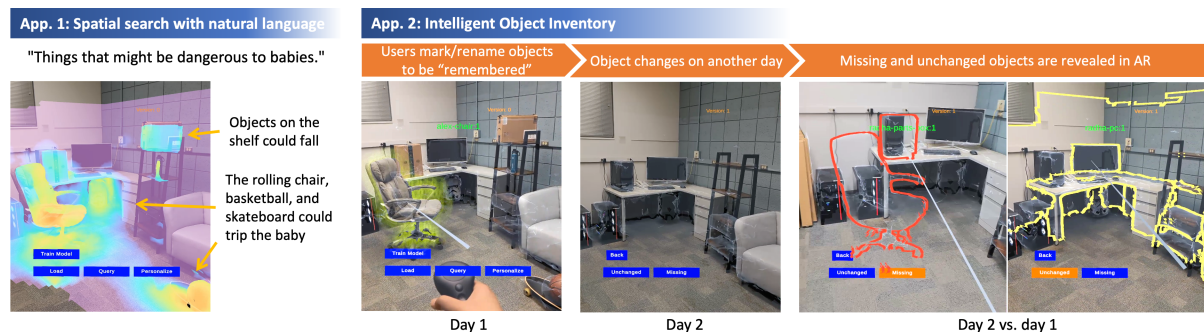 App. 1: Spatial search with natural language
"Things that might be dangerous to babies."
Objects on the
shelf could fall
The rolling chair,
basketball, and
skateboard could
trip the baby
Train Model
Load
Query
Personalize
App. 2: Intelligent Object Inventory
Users mark/rename objects
to be “remembered”
Object changes on another day
Missing and unchanged objects are revealed in AR
Version: 0
Train Model
Load
Query
Personalize
Day 1
Version: 1
Back
Unchanged
Missing
Day 2
Version: 1
Back
Unchanged
Missing
Version: 1
Back
Unchanged
Missing
Day 2 vs. day 1